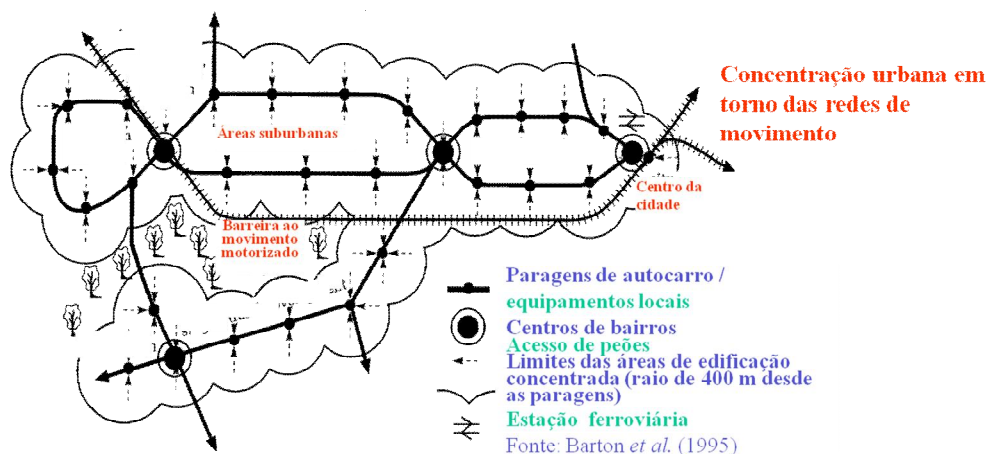 Concentração urbana em
torno das redes de
movimento
Áreas suburbanas
Centro da
cidade
Barreira ao
movimento
motorizado
Paragens de autocarro /
equipamentos locais
Centros de bairros
Acesso de peões
Limites das áreas de edificação
concentrada (raio de 400 m desde
as paragens)
Estação ferroviária
Fonte: Barton et al. (1995)